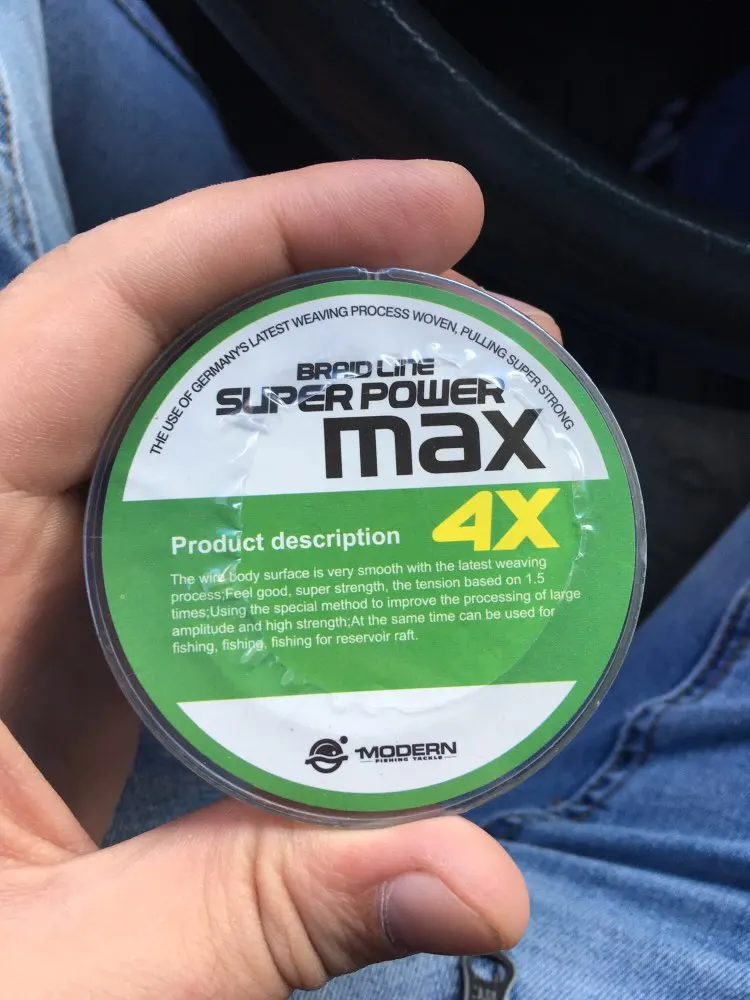 THE USE OF GERMANY'S LATEST WEAVING PROCESS WOVEN, PULLING SUPER STRONG
BRAID LINE
SUPER POWER
max
4X
Product description
The wire body surface is very smooth with the latest weaving
process;Feel good, super strength, the tension based on 1.5
times;Using the special method to improve the processing of large
amplitude and high strength;At the same time can be used for
fishing, fishing, fishing for reservoir raft.
MODERN
FISHING TACKLE